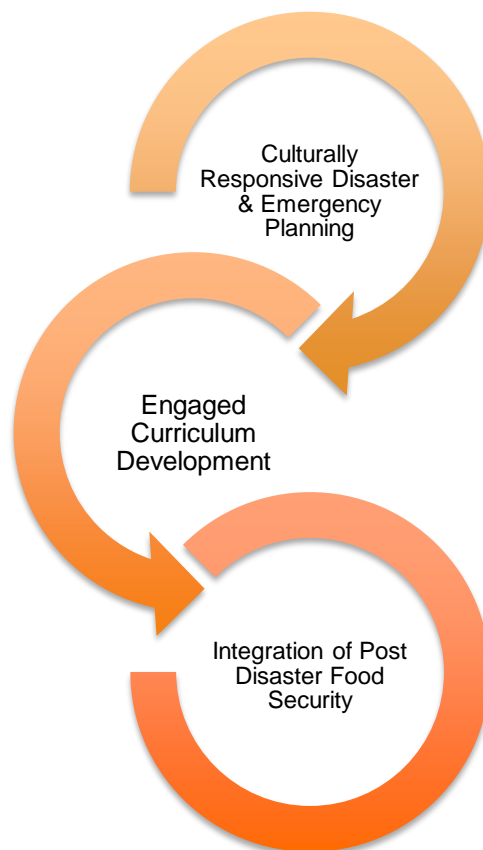 Culturally
Responsive Disaster
& Emergency
Planning
Engaged
Curriculum
Development
Integration of Post
Disaster Food
Security